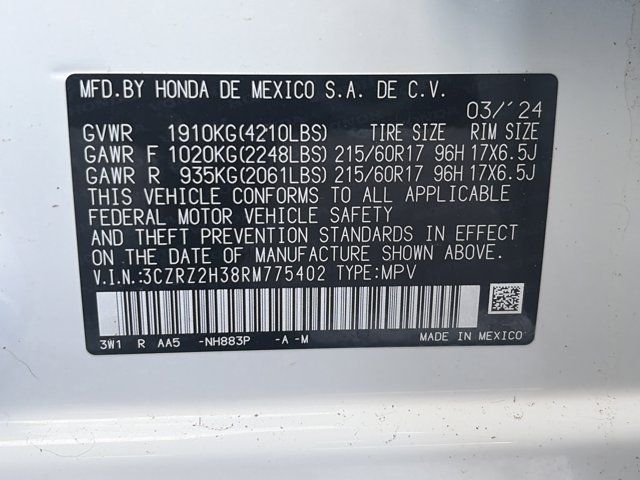 MFD.BY HONDA DE MEXICO S.A. DE C.V.
03/'24
GVWR 1910KG(4210LBS) TIRE SIZE RIM SIZE
GAWR F 1020KG(2248LBS) 215/60R17 96H 17X6.5J
GAWR R 935KG(2061LBS) 215/60R17 96H 17X6.5J
THIS VEHICLE CONFORMS TO ALL APPLICABLE
FEDERAL MOTOR VEHICLE SAFETY
AND THEFT PREVENTION STANDARDS IN EFFECT
ON THE DATE OF MANUFACTURE SHOWN ABOVE.
V.I.N.:3CZRZ2H38RM775402 TYPE:MPV
3W1 R AA5 -NH883P -A -M MADE IN MEXICO